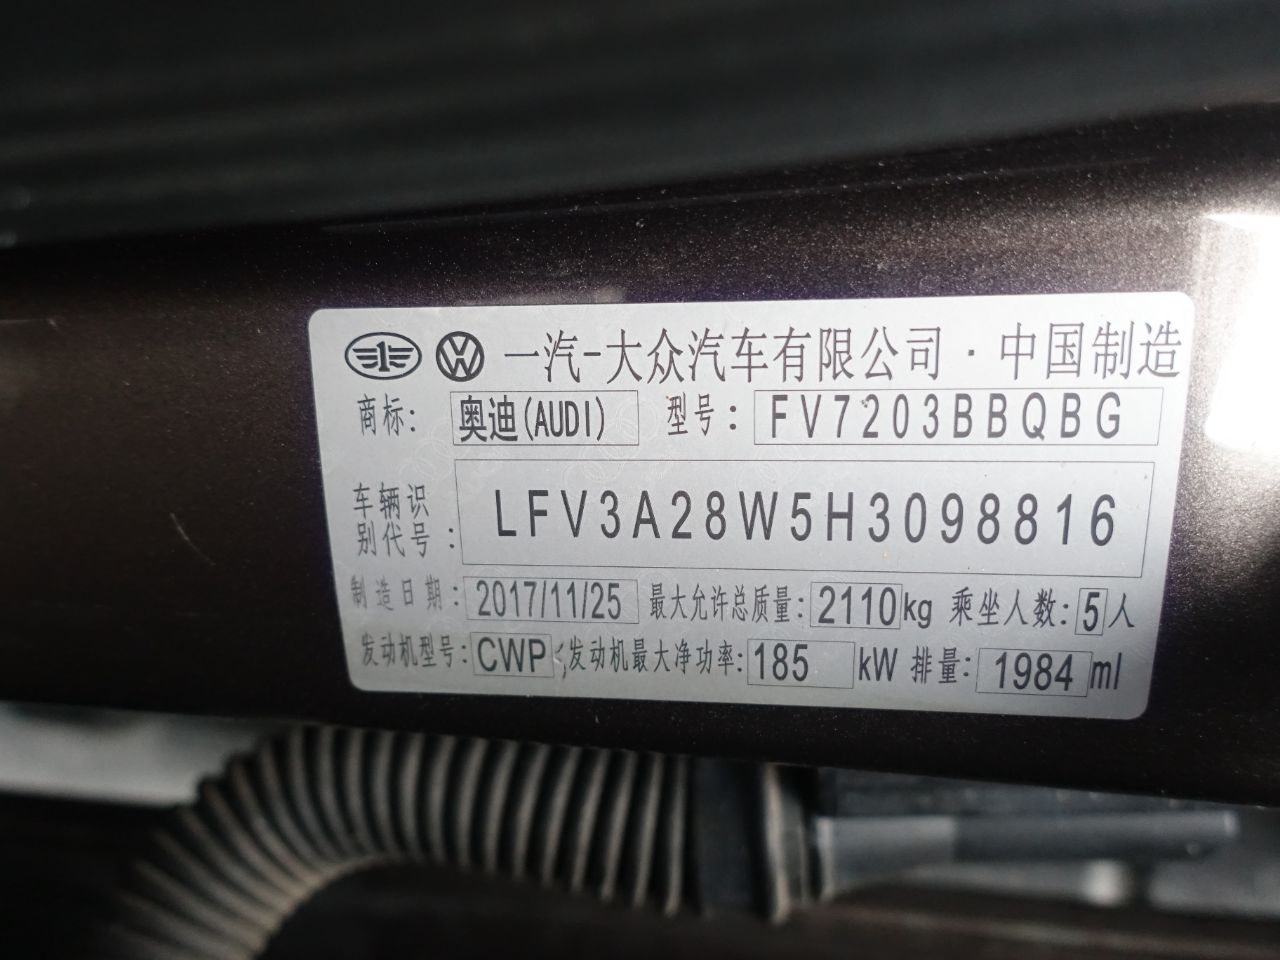 一汽-大众汽车有限公司·中国制造
商标: 奥迪(AUDI) 型号: FV7203BBQBG
车辆识别代号: LFV3A28W5H3098816
制造日期: 2017/11/25 最大允许总质量: 2110kg 乘坐人数: 5人
发动机型号: CWP 发动机最大净功率: 185 kW 排量: 1984 ml